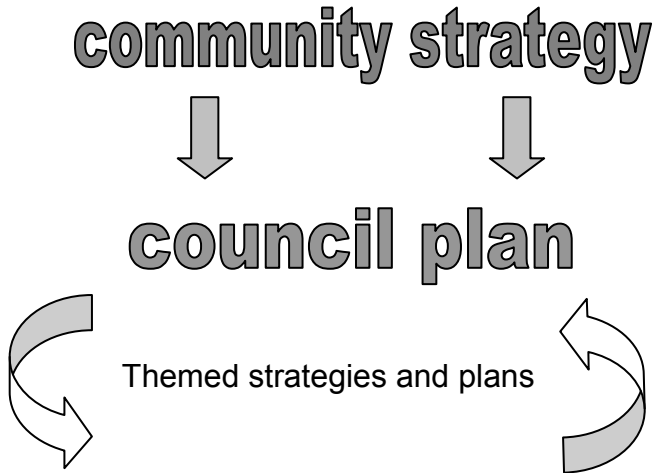 community strategy
council plan
Themed strategies and plans